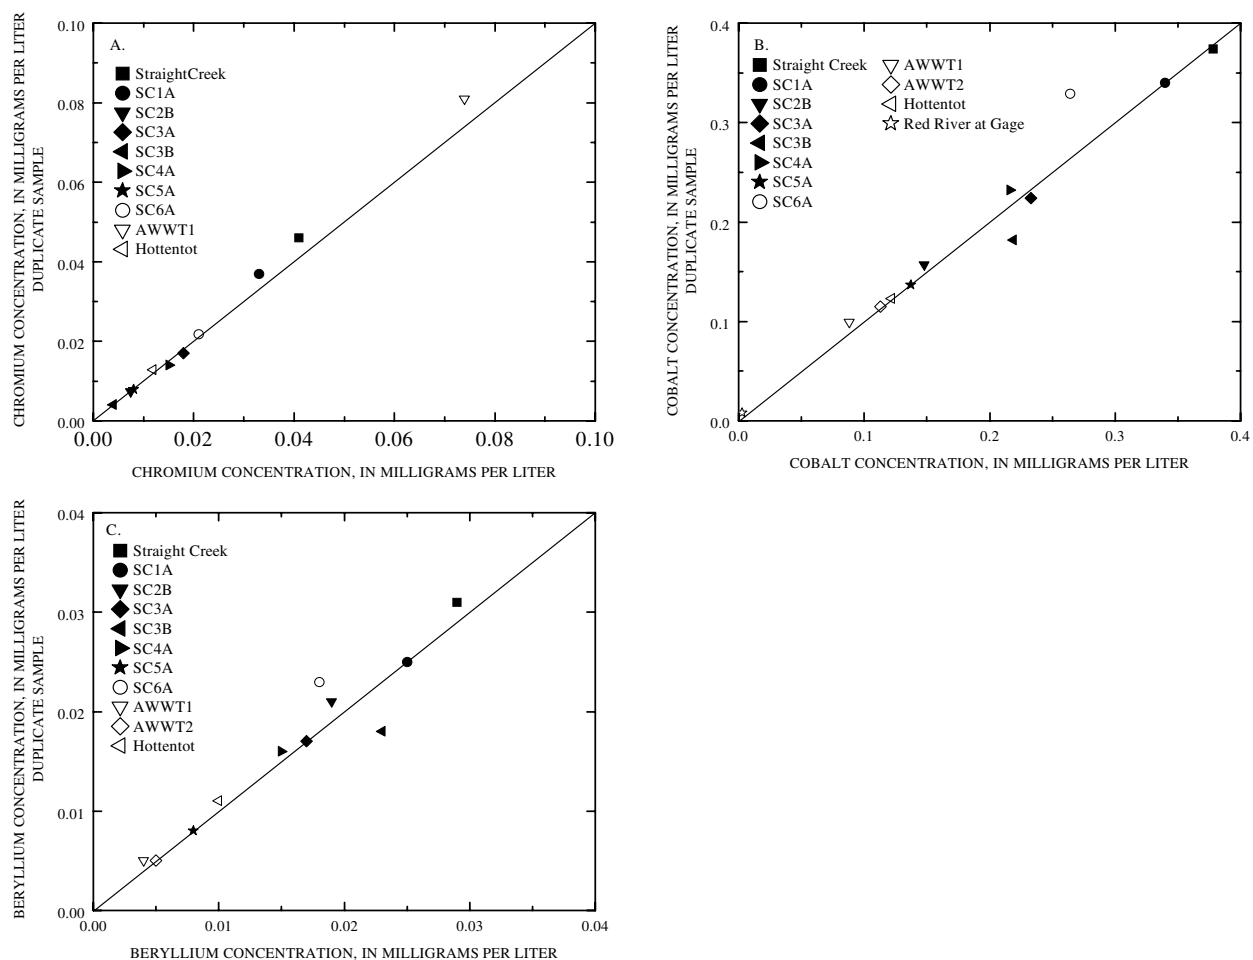 A.
StraightCreek
SC1A
SC2B
SC3A
SC3B
SC4A
SC5A
SC6A
AWWT1
Hottentot
0.10
0.08
0.06
0.04
0.02
0.00
0.00 0.02 0.04 0.06 0.08 0.10
CHROMIUM CONCENTRATION, IN MILLIGRAMS PER LITER
DUPLICATE SAMPLE
CHROMIUM CONCENTRATION, IN MILLIGRAMS PER LITER
B.
Straight Creek
SC1A
SC2B
SC3A
SC3B
SC4A
SC5A
SC6A
AWWT1
AWWT2
Hottentot
Red River at Gage
0.4
0.3
0.2
0.1
0.0
0.0 0.1 0.2 0.3 0.4
COBALT CONCENTRATION, IN MILLIGRAMS PER LITER
DUPLICATE SAMPLE
COBALT CONCENTRATION, IN MILLIGRAMS PER LITER
C.
Straight Creek
SC1A
SC2B
SC3A
SC3B
SC4A
SC5A
SC6A
AWWT1
AWWT2
Hottentot
0.04
0.03
0.02
0.01
0.00
0.00 0.01 0.02 0.03 0.04
BERYLLIUM CONCENTRATION, IN MILLIGRAMS PER LITER
DUPLICATE SAMPLE
BERYLLIUM CONCENTRATION, IN MILLIGRAMS PER LITER